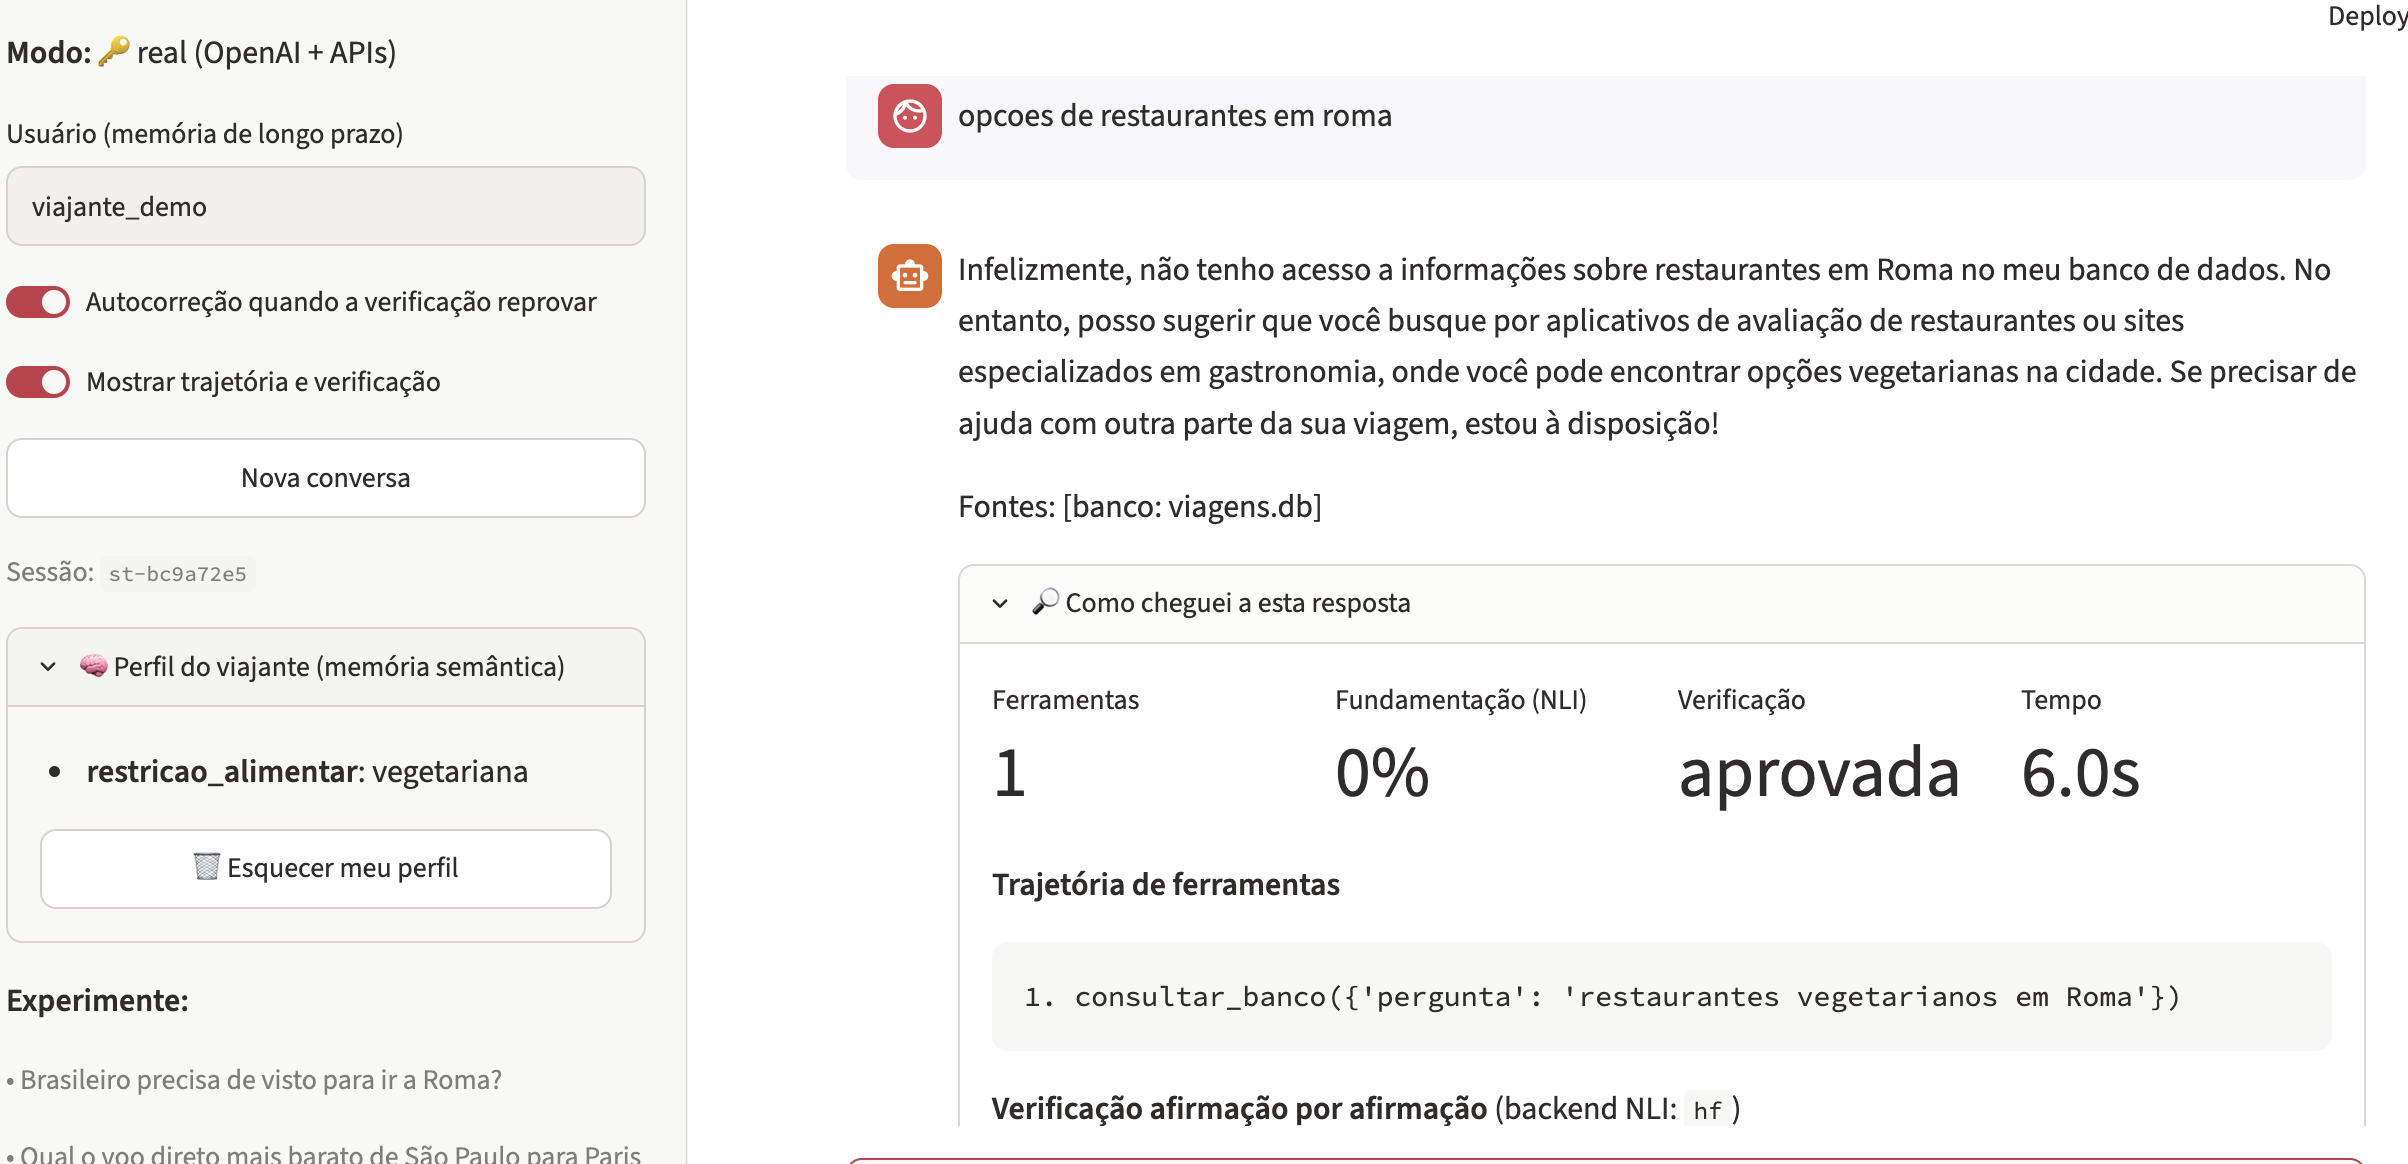 Deploy
Modo: 🔑 real (OpenAI + APIs)
Usuário (memória de longo prazo)
viajante_demo
Autocorreção quando a verificação reprovar
Mostrar trajetória e verificação
Nova conversa
Sessão: st-bc9a72e5
🧠 Perfil do viajante (memória semântica)
• restricao_alimentar: vegetariana
🗑️ Esquecer meu perfil
Experimente:
• Brasileiro precisa de visto para ir a Roma?
• Qual o voo direto mais barato de São Paulo para Paris
opcoes de restaurantes em roma
Infelizmente, não tenho acesso a informações sobre restaurantes em Roma no meu banco de dados. No
entanto, posso sugerir que você busque por aplicativos de avaliação de restaurantes ou sites
especializados em gastronomia, onde você pode encontrar opções vegetarianas na cidade. Se precisar de
ajuda com outra parte da sua viagem, estou à disposição!
Fontes: [banco: viagens.db]
🔎 Como cheguei a esta resposta
Ferramentas
1
Fundamentação (NLI)
0%
Verificação
aprovada
Tempo
6.0s
Trajetória de ferramentas
1. consultar_banco({'pergunta': 'restaurantes vegetarianos em Roma'})
Verificação afirmação por afirmação (backend NLI: hf)